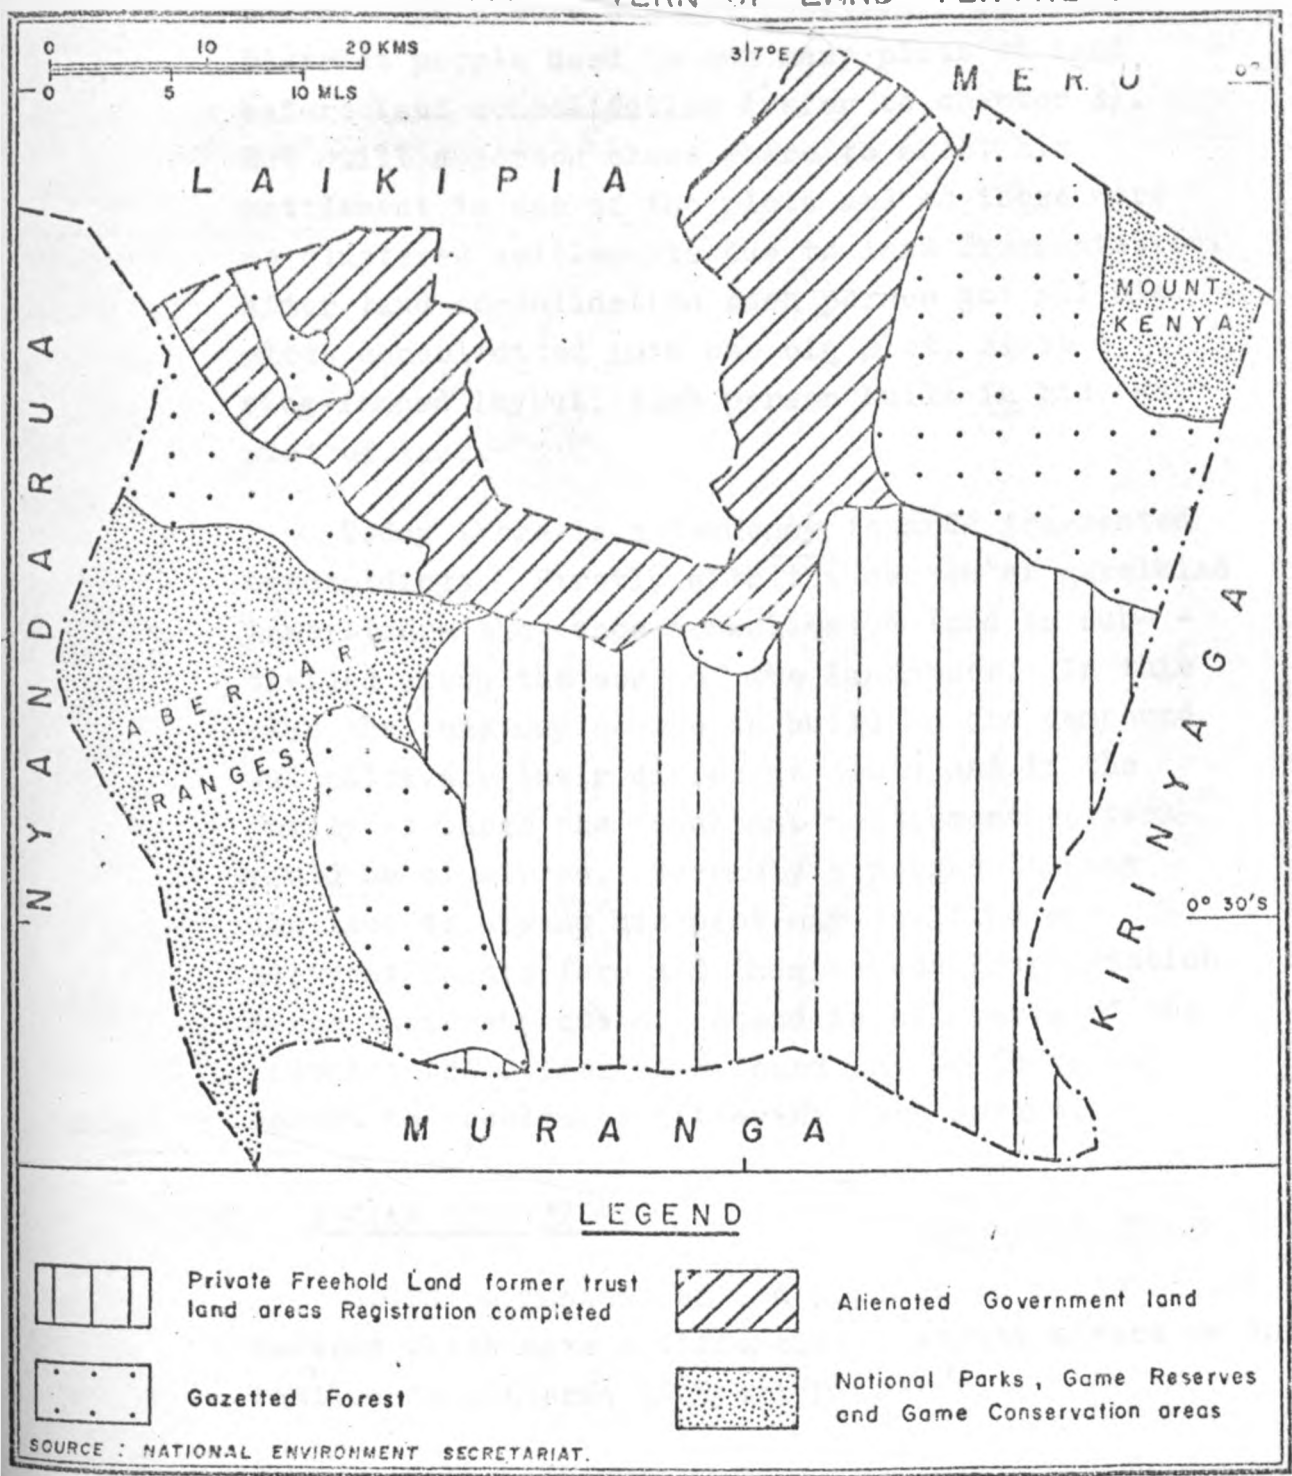 OF LAND
0 10 20 KMS
0 5 10 MLS
37°E
0°
MERU
LAIKIPIA
MOUNT
KENYA
NYANDARUA
ABERDARE
RANGES
KIRINYAGA
0° 30'S
MURANGA
LEGEND
Private Freehold Land former trust
land areas Registration completed
Alienated Government land
Gazetted Forest
National Parks, Game Reserves
and Game Conservation areas
SOURCE : NATIONAL ENVIRONMENT SECRETARIAT.